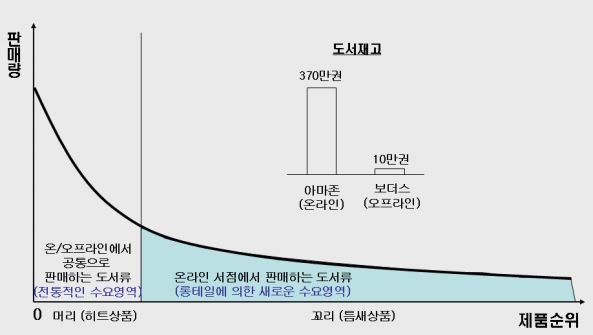 판매량
도서재고
370만권
10만권
아마존
(온라인)
보더스
(오프라인)
온/오프라인에서
공통으로
판매하는 도서류
(전통적인 수요영역)
온라인 서점에서 판매하는 도서류
(롱테일에 의한 새로운 수요영역)
0
머리 (히트상품)
꼬리 (틈새상품)
제품순위